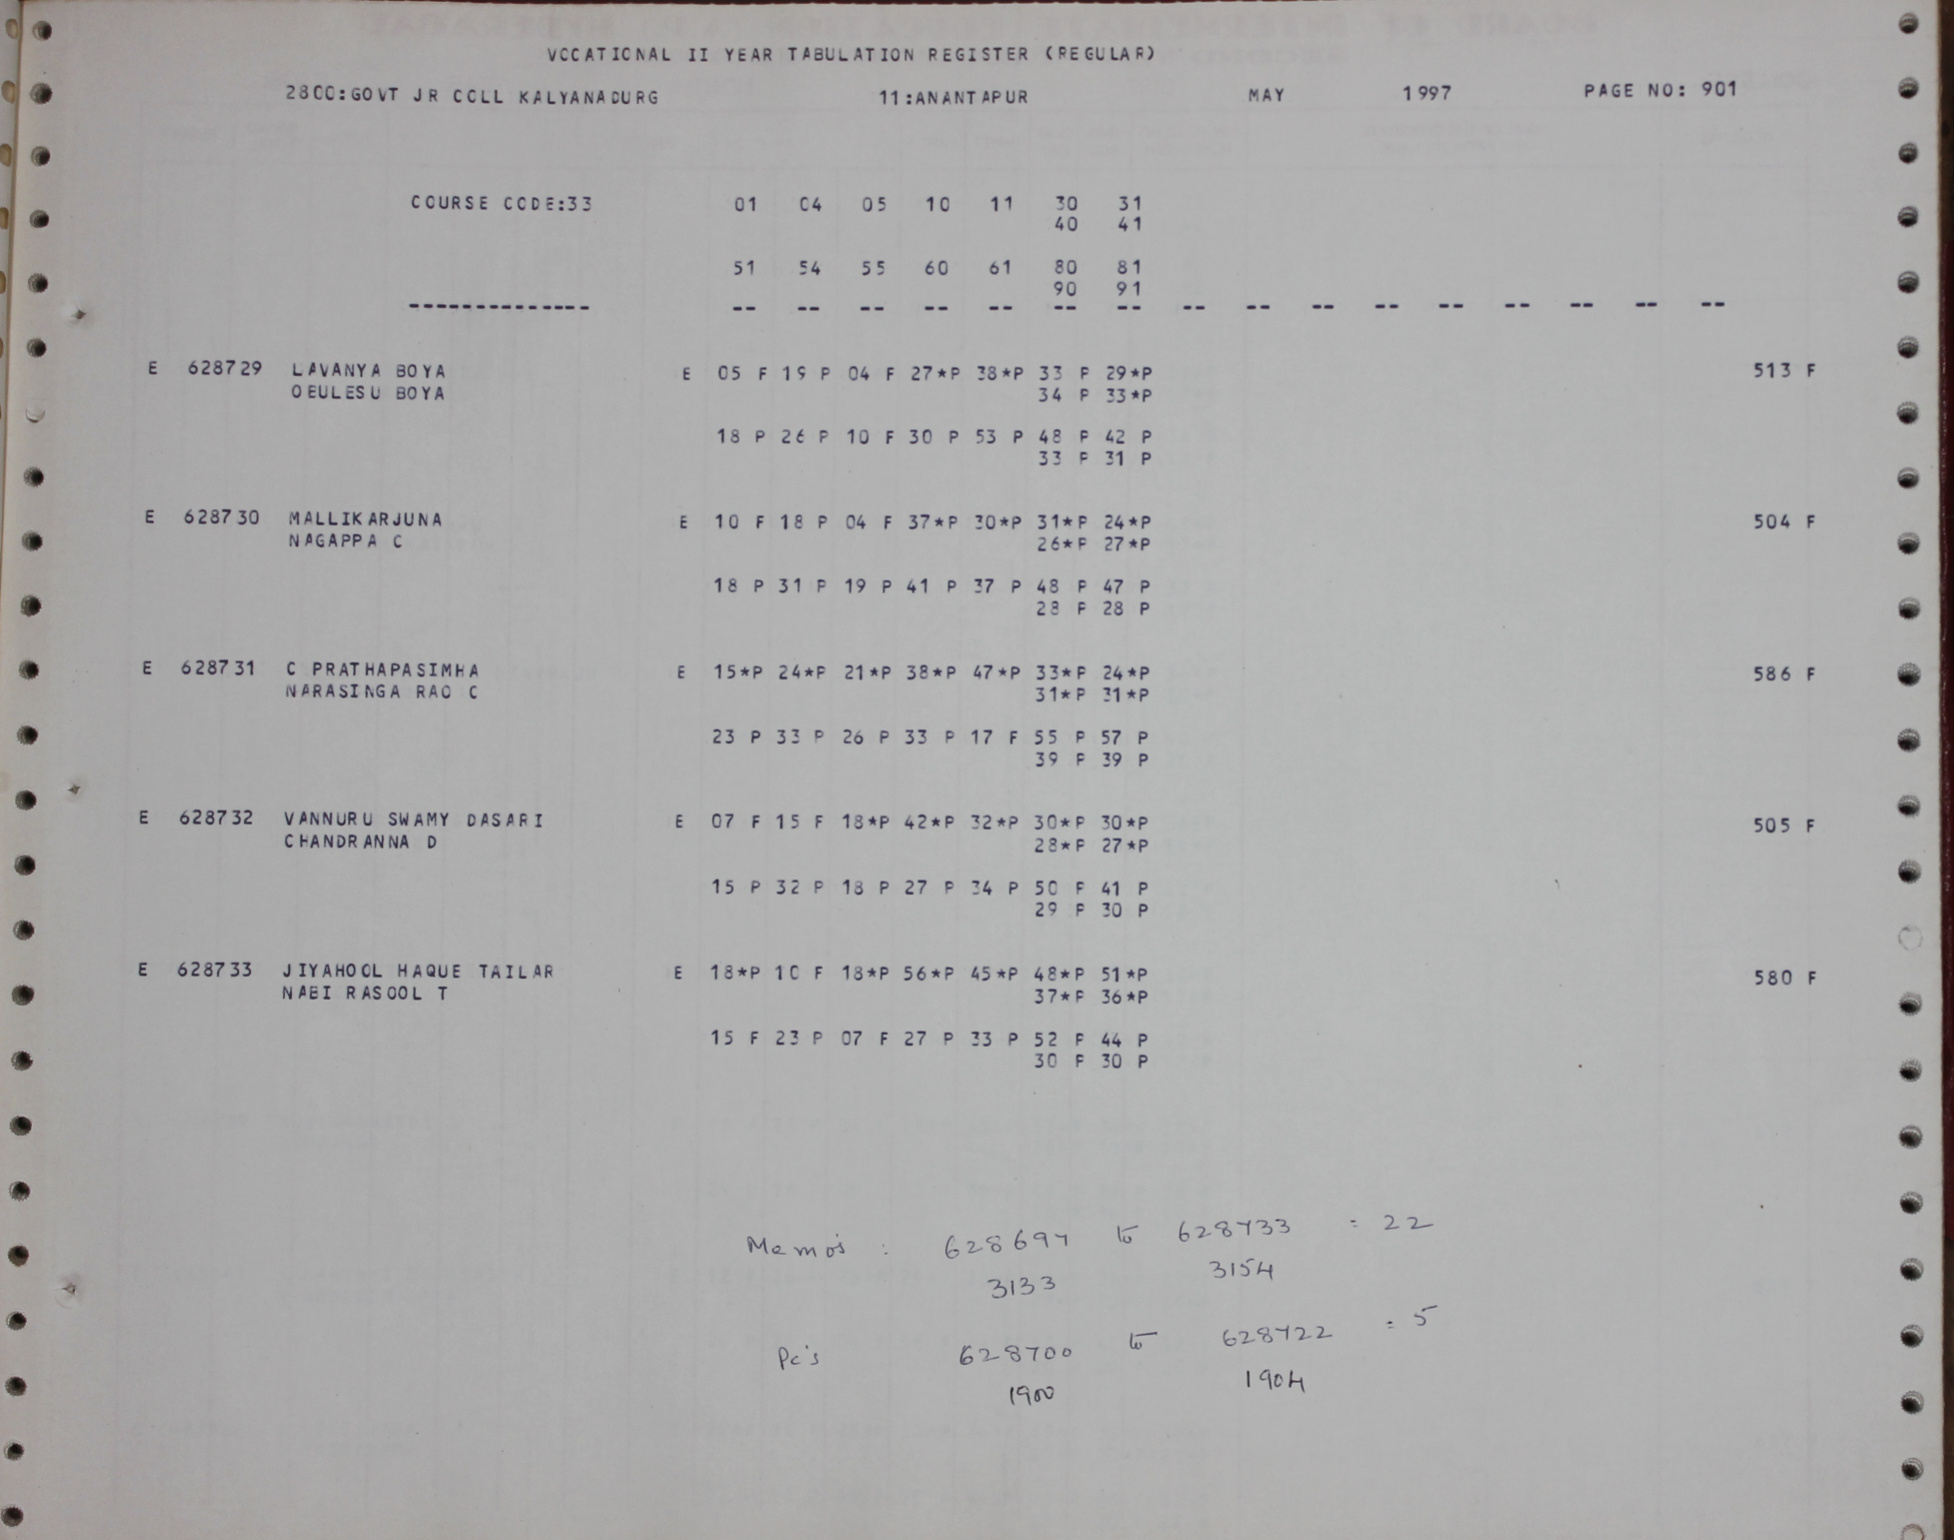 VCCATICNAL II YEAR TABULATION REGISTER (REGULAR)
28CC:GOVT JR CCLL KALYANADURG 11:ANANTAPUR MAY 1997 PAGE NO: 901
COURSE CCDE:33 01 C4 05 10 11 30 31
40 41
51 54 55 60 61 80 81
90 91
-------------- -- -- -- -- -- -- -- -- -- -- -- -- -- -- -- --
E 628729 LAVANYA BOYA E 05 F 19 P 04 F 27*P 38*P 33 P 29*P 513 F
OEULESU BOYA 34 P 33*P
18 P 26 P 10 F 30 P 53 P 48 P 42 P
33 P 31 P
E 628730 MALLIKARJUNA E 10 F 18 P 04 F 37*P 30*P 31*P 24*P 504 F
NAGAPPA C 26*P 27*P
18 P 31 P 19 P 41 P 37 P 48 P 47 P
28 P 28 P
E 628731 C PRATHAPASIMHA E 15*P 24*P 21*P 38*P 47*P 33*P 24*P 586 F
NARASINGA RAO C 31*P 31*P
23 P 33 P 26 P 33 P 17 F 55 P 57 P
39 P 39 P
E 628732 VANNURU SWAMY DASARI E 07 F 15 F 18*P 42*P 32*P 30*P 30*P 505 F
CHANDRANNA D 28*P 27*P
15 P 32 P 18 P 27 P 34 P 50 P 41 P
29 P 30 P
E 628733 JIYAHOCL HAQUE TAILAR E 18*P 10 F 18*P 56*P 45*P 48*P 51*P 580 F
NABI RASOOL T 37*P 36*P
15 F 23 P 07 F 27 P 33 P 52 P 44 P
30 P 30 P
Memo's : 628697 to 628733 = 22
3133 3154
Pc's 628700 to 628722 = 5
1900 1904